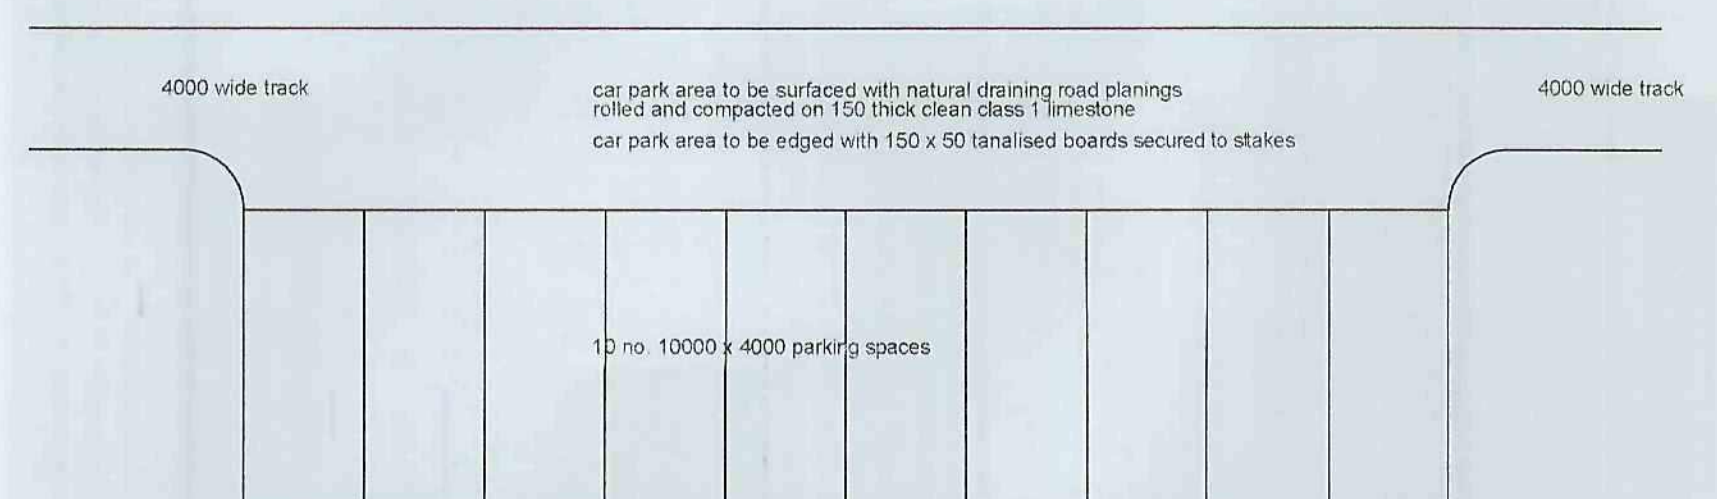 4000 wide track
car park area to be surfaced with natural draining road planings
rolled and compacted on 150 thick clean class 1 limestone
car park area to be edged with 150 x 50 tanalised boards secured to sttakes
4000 wide track
10 no. 10000 x 4000 parking spaces